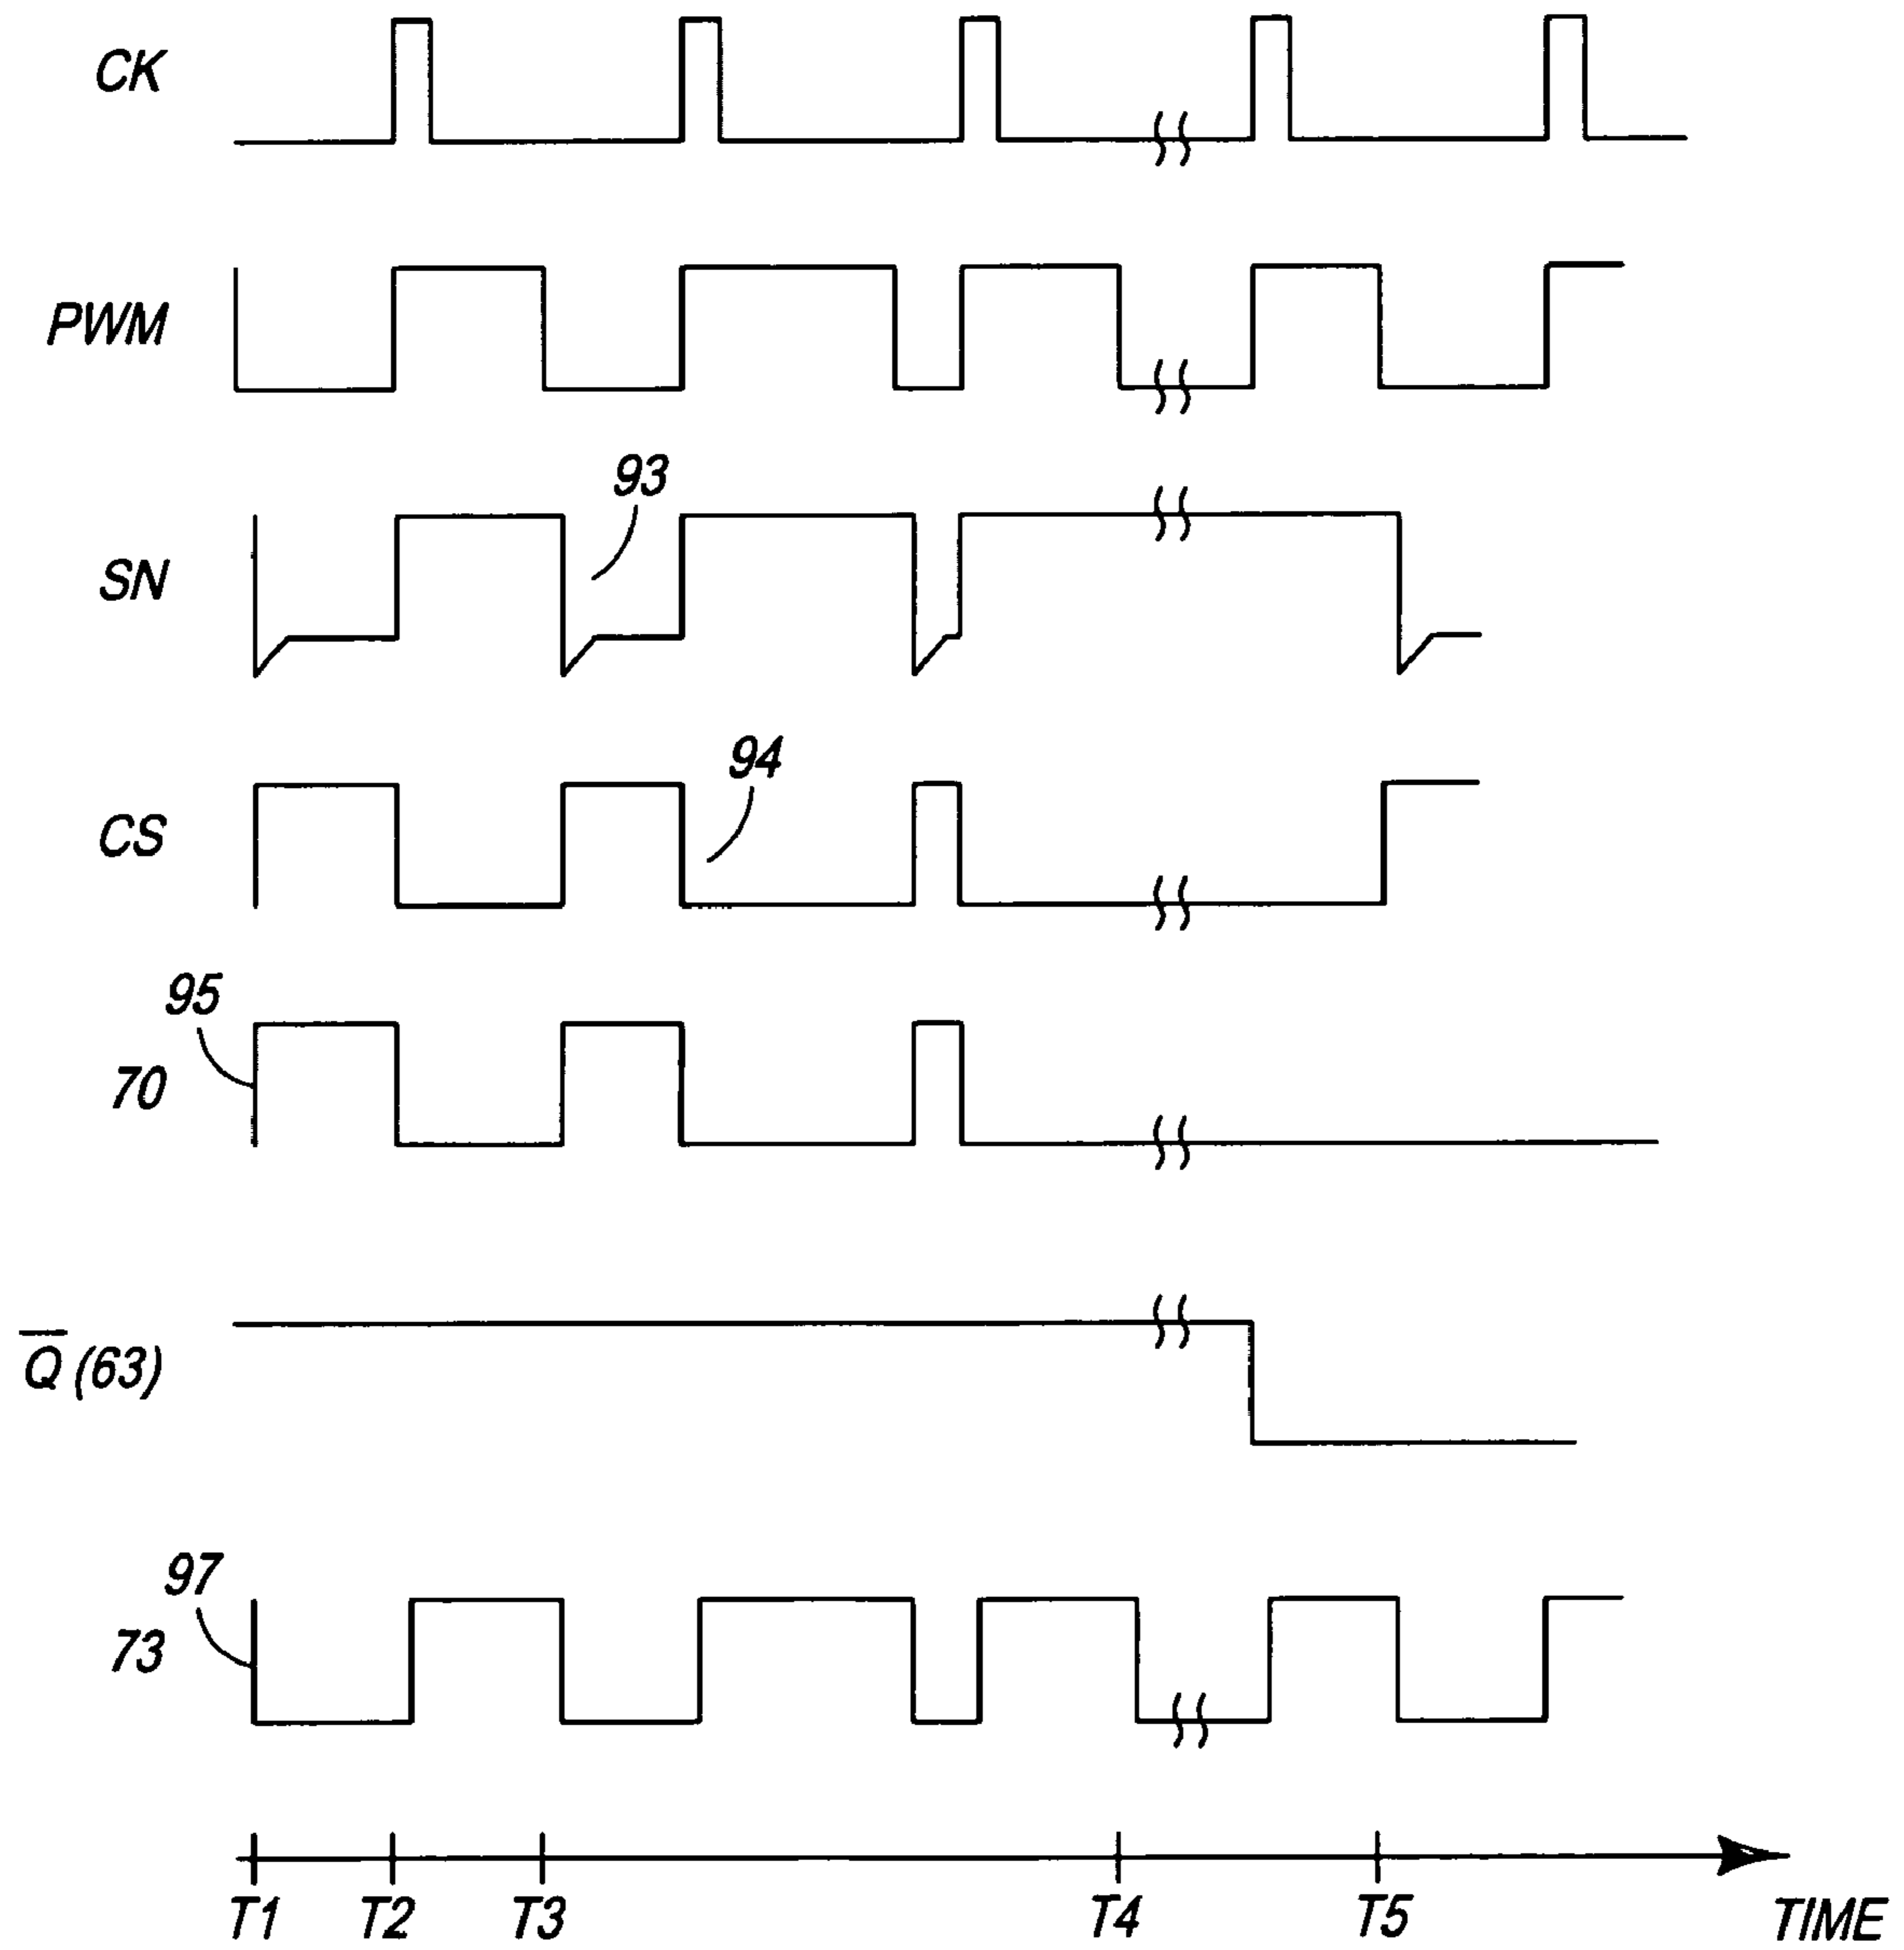 CK
PWM
93
SN
94
CS
95
70
Q̅ (63)
97
73
T1 T2 T3 T4 T5 TIME